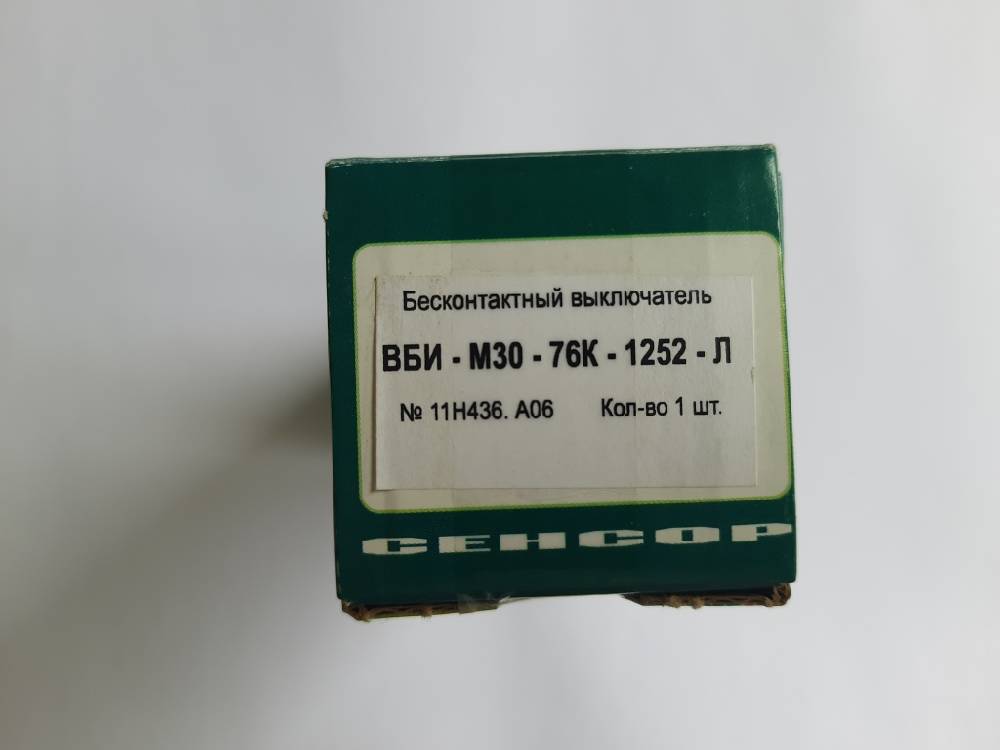 Бесконтактный выключатель
ВБИ - М30 - 76К - 1252 - Л
№ 11Н436. А06 Кол-во 1 шт.
СЕНСОР